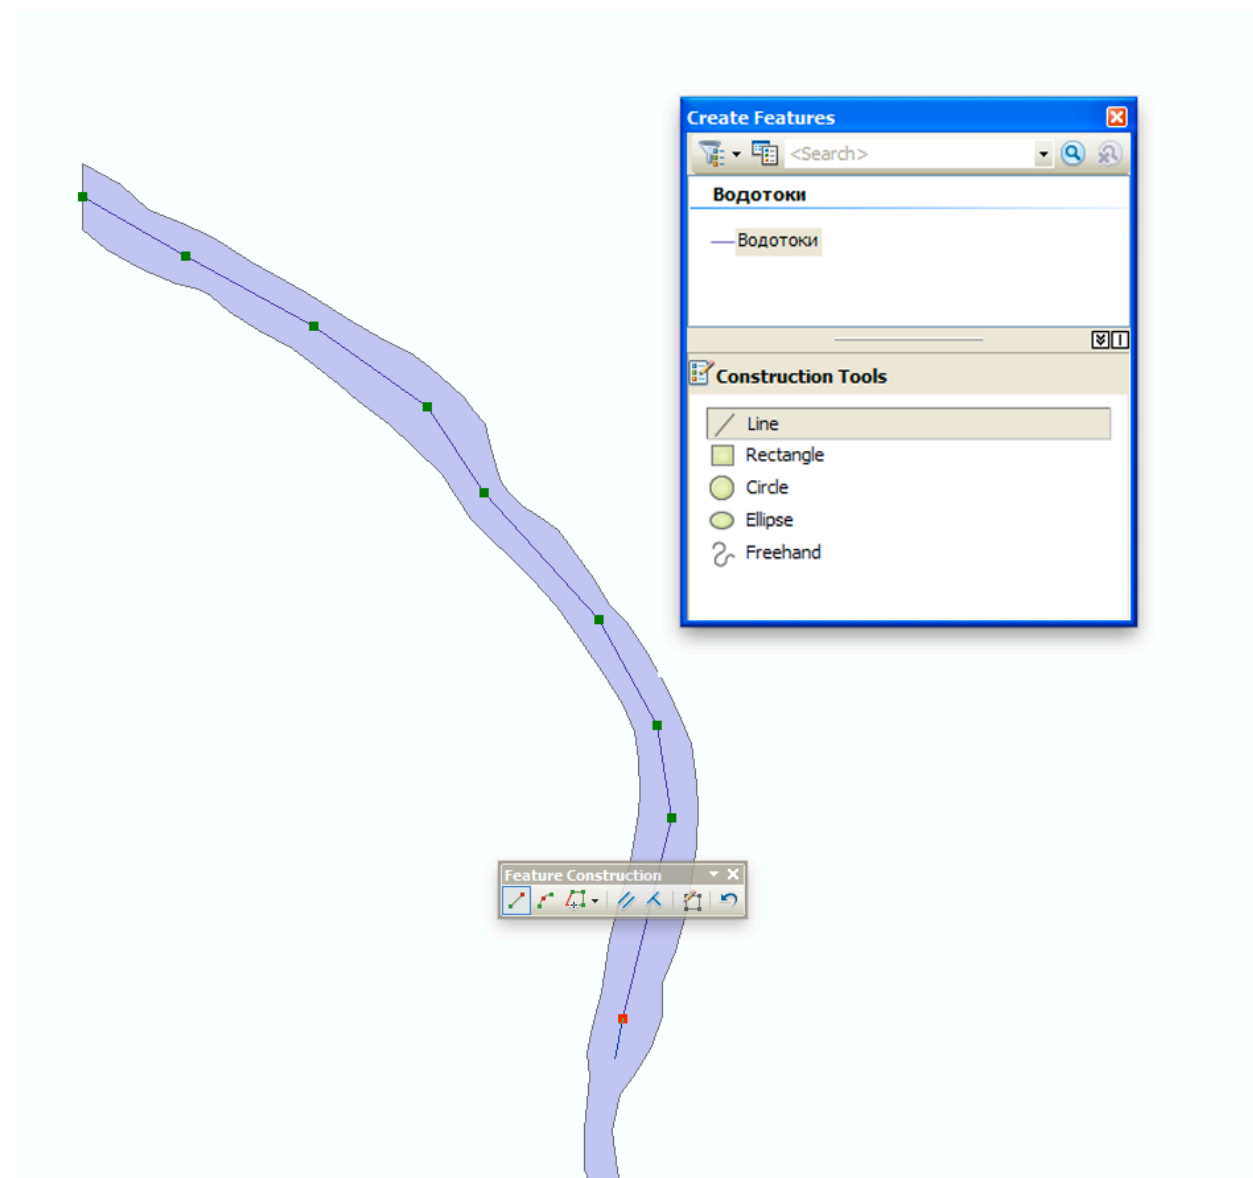 Create Features
<Search>
Водотоки
Водотоки
Construction Tools
Line
Rectangle
Circle
Ellipse
Freehand
Feature Construction